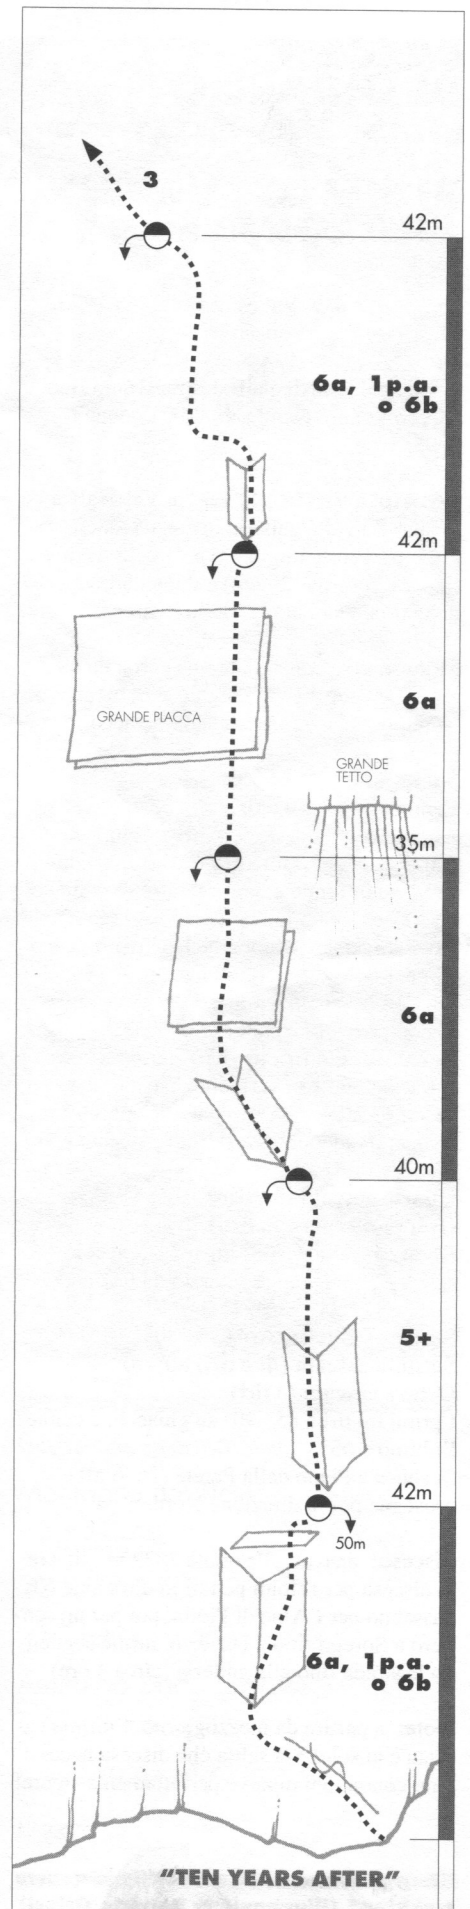 3
42m
6a, 1p.a.
o 6b
42m
6a
GRANDE PLACCA
GRANDE
TETTO
35m
6a
40m
5+
42m
50m
6a, 1p.a.
o 6b
"TEN YEARS AFTER"